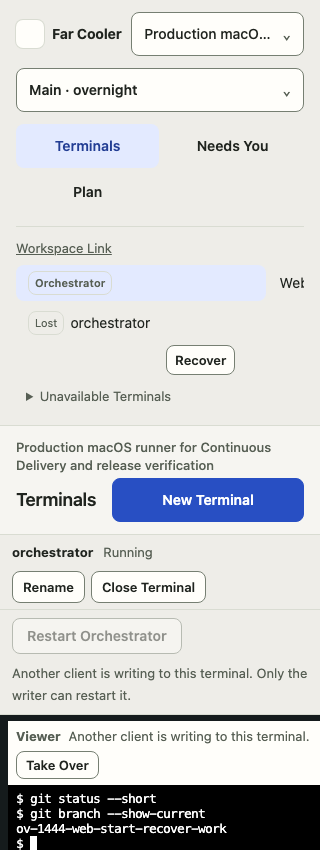 Far Cooler
Production macO...
Main · overnight
Terminals
Needs You
Plan
Workspace Link
Orchestrator
Lost orchestrator
Recover
Unavailable Terminals
Production macOS runner for Continuous
Delivery and release verification
Terminals
New Terminal
orchestrator Running
Rename
Close Terminal
Restart Orchestrator
Another client is writing to this terminal. Only the
writer can restart it.
Viewer Another client is writing to this terminal.
Take Over
$ git status --short
$ git branch --show-current
ov-1444-web-start-recover-work
$